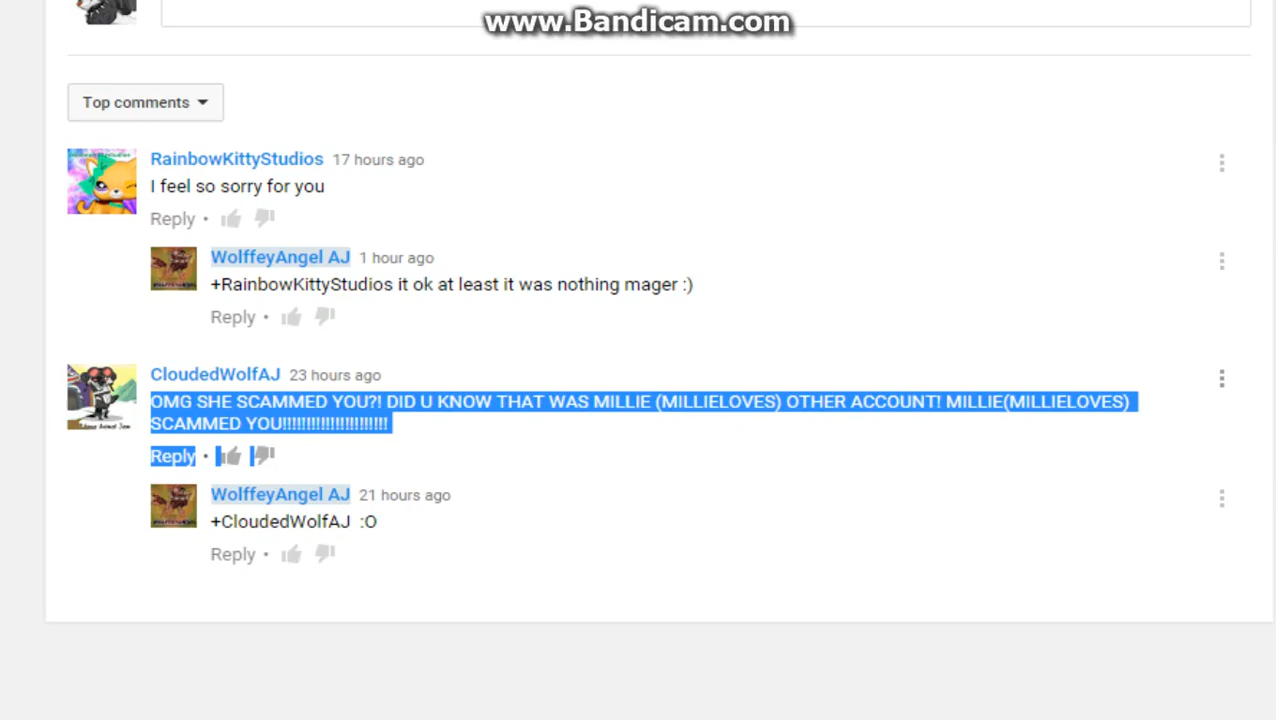 www.Bandicam.com
Top comments
RainbowKittyStudios 17 hours ago
I feel so sorry for you
Reply •
WolffeyAngel AJ 1 hour ago
+RainbowKittyStudios it ok at least it was nothing mager :)
Reply •
CloudedWolfAJ 23 hours ago
OMG SHE SCAMMED YOU?! DID U KNOW THAT WAS MILLIE (MILLIELOVES) OTHER ACCOUNT! MILLIE(MILLIELOVES)
SCAMMED YOU!!!!!!!!!!!!!!!!!!!!!!
Reply •
WolffeyAngel AJ 21 hours ago
+CloudedWolfAJ :O
Reply •